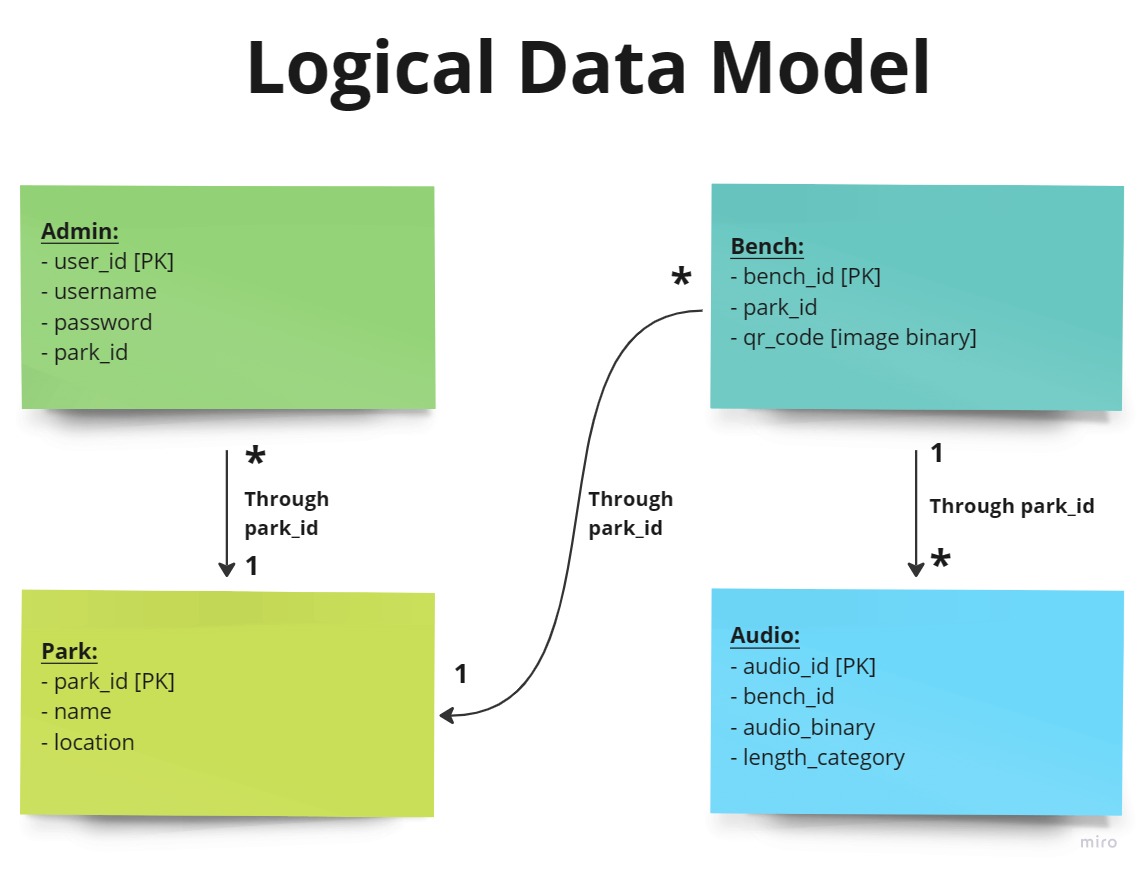 Logical Data Model
Admin:
- user_id [PK]
- username
- password
- park_id
*
Through
park_id
1
Park:
- park_id [PK]
- name
- location
*
Through
park_id
1
Bench:
- bench_id [PK]
- park_id
- qr_code [image binary]
1
Through park_id
*
Audio:
- audio_id [PK]
- bench_id
- audio_binary
- length_category
miro